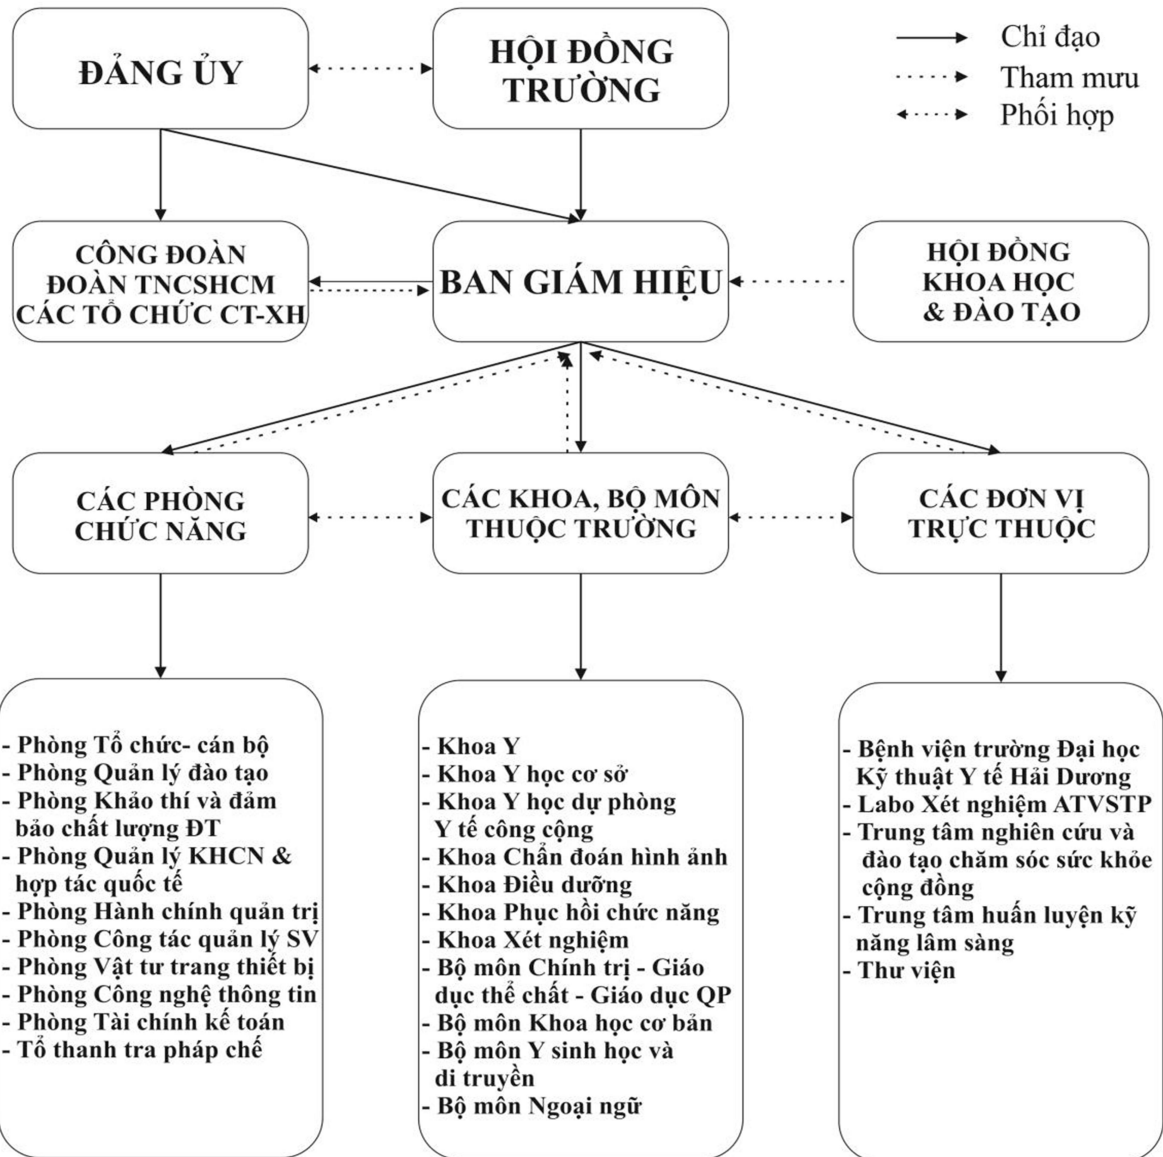 ĐẢNG ỦY
HỘI ĐỒNG
TRƯỜNG
Chỉ đạo
Tham mưu
Phối hợp
CÔNG ĐOÀN
ĐOÀN TNCSHCM
CÁC TỔ CHỨC CT-XH
BAN GIÁM HIỆU
HỘI ĐỒNG
KHOA HỌC
& ĐÀO TẠO
CÁC PHÒNG
CHỨC NĂNG
CÁC KHOA, BỘ MÔN
THUỘC TRƯỜNG
CÁC ĐƠN VỊ
TRỰC THUỘC
- Phòng Tổ chức- cán bộ
- Phòng Quản lý đào tạo
- Phòng Khảo thí và đảm
bảo chất lượng ĐT
- Phòng Quản lý KHCN &
hợp tác quốc tế
- Phòng Hành chính quản trị
- Phòng Công tác quản lý SV
- Phòng Vật tư trang thiết bị
- Phòng Công nghệ thông tin
- Phòng Tài chính kế toán
- Tổ thanh tra pháp chế
- Khoa Y
- Khoa Y học cơ sở
- Khoa Y học dự phòng
Y tế công cộng
- Khoa Chẩn đoán hình ảnh
- Khoa Điều dưỡng
- Khoa Phục hồi chức năng
- Khoa Xét nghiệm
- Bộ môn Chính trị - Giáo
dục thể chất - Giáo dục QP
- Bộ môn Khoa học cơ bản
- Bộ môn Y sinh học và
di truyền
- Bộ môn Ngoại ngữ
- Bệnh viện trường Đại học
Kỹ thuật Y tế Hải Dương
- Labo Xét nghiệm ATVSTP
- Trung tâm nghiên cứu và
đào tạo chăm sóc sức khỏe
cộng đồng
- Trung tâm huấn luyện kỹ
năng lâm sàng
- Thư viện